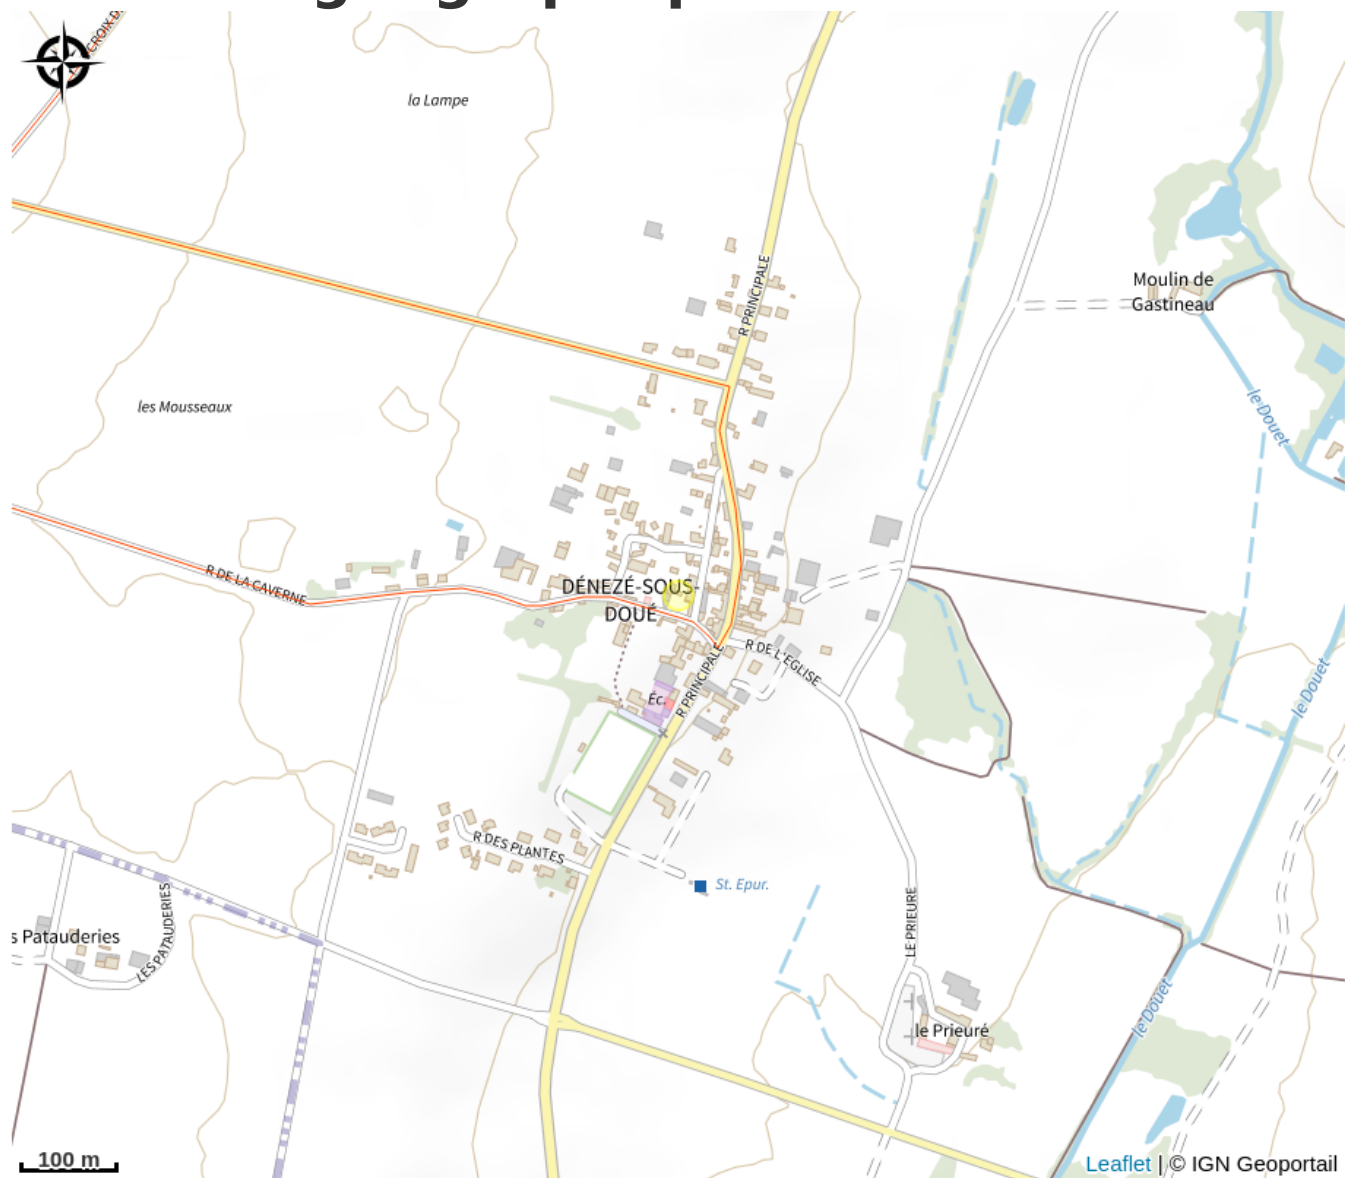 CROIX D
la Lampe
R PRINCIPALE
Moulin de
Gastineau
les Mousseaux
le Douet
R DE LA CAVERNE
DÉNEZÉ-SOUS-
DOUÉ
R DE L'EGLISE
Éc.
R PRINCIPALE
le Douet
R DES PLANTES
St. Epur.
LES PATAUDERIES
s Patauderies
LE PRIEURE
le Prieuré
le Douet
100 m
Leaflet | © IGN Geoportail